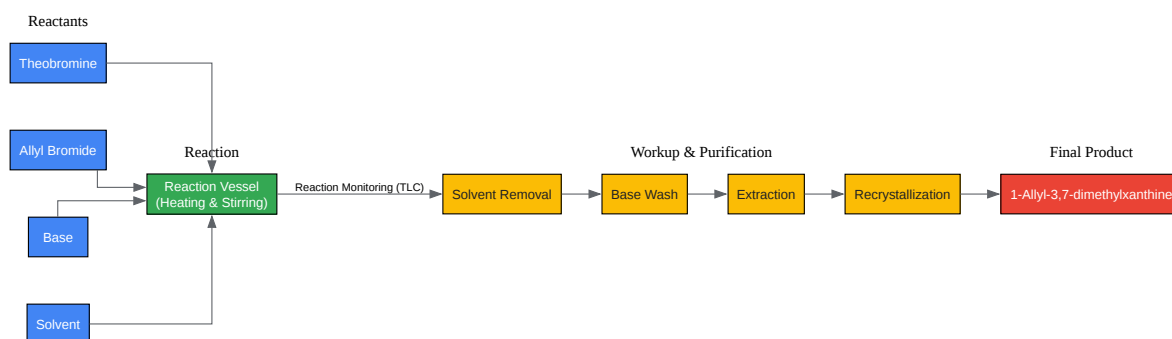 Reactants
Theobromine
Allyl Bromide
Base
Solvent
Reaction
Reaction Vessel
(Heating & Stirring)
Reaction Monitoring (TLC)
Workup & Purification
Solvent Removal
Base Wash
Extraction
Recrystallization
Final Product
1-Allyl-3,7-dimethylxanthine